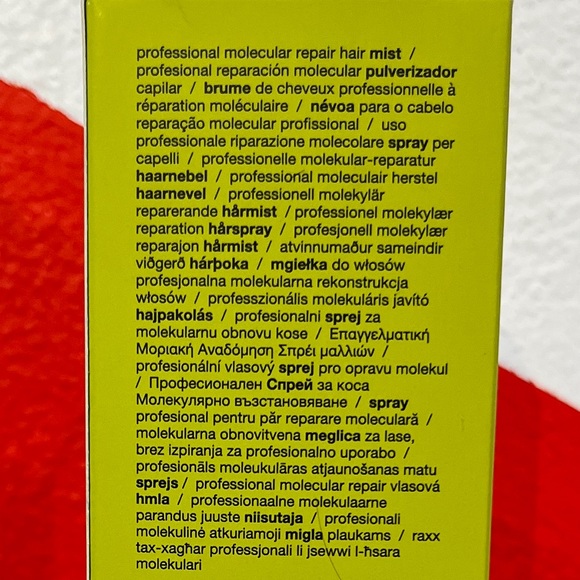 professional molecular repair hair mist /
profesional reparación molecular pulverizador
capilar / brume de cheveux professionnelle à
réparation moléculaire / névoa para o cabelo
reparação molecular profissional / uso
professionale riparazione molecolare spray per
capelli / professionelle molekular-reparatur
haarnebel / professional moleculair herstel
haarnevel / professionell molekylär
reparerande hårmist / professionel molekylær
reparation hårspray / profesjonell molekylær
reparajon hårmist / atvinnumaður sameindir
viðgerð hárþoka / mgiełka do włosów
profesjonalna molekularna rekonstrukcja
włosów / professzionális molekuláris javító
hajpakolás / profesionalni sprej za
molekularnu obnovu kose / Επαγγελματική
Μοριακή Αναδόμηση Σπρέι μαλλιών /
profesionální vlasový sprej pro opravu molekul
/ Професионален Спрей за коса
Молекулярно възстановяване / spray
profesional pentru păr reparare moleculară /
molekularna obnovitvena meglica za lase,
brez izpiranja za profesionalno uporabo /
profesionāls moleukulāras atjaunošanas matu
sprejs / professional molecular repair vlasová
hmla / professionaalne molekulaarne
parandus juuste niisutaja / profesionali
molekulinė atkuriamoji migla plaukams / raxx
tax-xagħar professjonali li jsewwi l-ħsara
molekulari